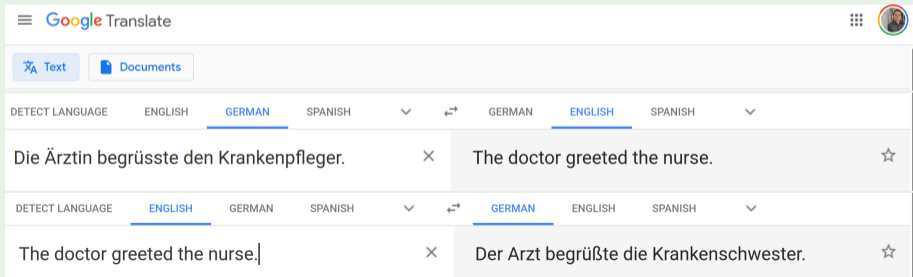 Google Translate
Text Documents
DETECT LANGUAGE ENGLISH GERMAN SPANISH GERMAN ENGLISH SPANISH
Die Ärztin begrüsste den Krankenpfleger. The doctor greeted the nurse.
DETECT LANGUAGE ENGLISH GERMAN SPANISH GERMAN ENGLISH SPANISH
The doctor greeted the nurse. Der Arzt begrüßte die Krankenschwester.